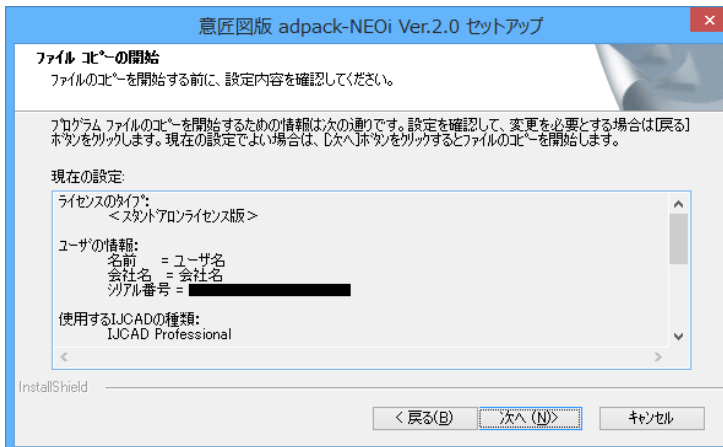 意匠図版 adpack-NEOi Ver.2.0 セットアップ
ファイル コピーの開始
ファイルのコピーを開始する前に、設定内容を確認してください。
プログラム ファイルのコピーを開始するための情報は次の通りです。設定を確認して、変更を必要とする場合は[戻る]
ボタンをクリックします。現在の設定でよい場合は、[次へ]ボタンをクリックするとファイルのコピーを開始します。
現在の設定:
ライセンスのタイプ:
<スタンドアロンライセンス版>
ユーザの情報:
名前 = ユーザ名
会社名 = 会社名
シリアル番号 =
使用するIJCADの種類:
IJCAD Professional
InstallShield
< 戻る(B)
次へ (N)>
キャンセル